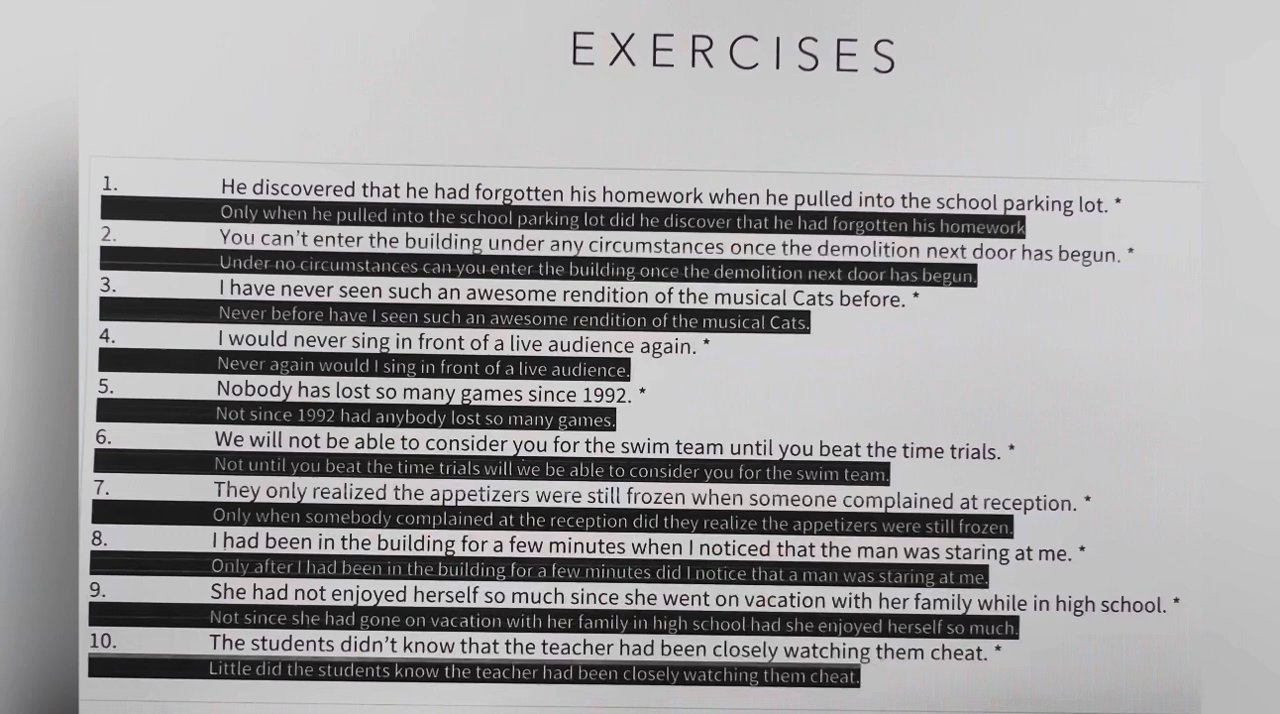 EXERCISES
1. He discovered that he had forgotten his homework when he pulled into the school parking lot. *
Only when he pulled into the school parking lot did he discover that he had forgotten his homework
2. You can't enter the building under any circumstances once the demolition next door has begun. *
Under no circumstances can you enter the building once the demolition next door has begun.
3. I have never seen such an awesome rendition of the musical Cats before. *
Never before have I seen such an awesome rendition of the musical Cats.
4. I would never sing in front of a live audience again. *
Never again would I sing in front of a live audience.
5. Nobody has lost so many games since 1992. *
Not since 1992 had anybody lost so many games.
6. We will not be able to consider you for the swim team until you beat the time trials. *
Not until you beat the time trials will we be able to consider you for the swim team.
7. They only realized the appetizers were still frozen when someone complained at reception. *
Only when somebody complained at the reception did they realize the appetizers were still frozen.
8. I had been in the building for a few minutes when I noticed that the man was staring at me. *
Only after I had been in the building for a few minutes did I notice that a man was staring at me.
9. She had not enjoyed herself so much since she went on vacation with her family while in high school. *
Not since she had gone on vacation with her family in high school had she enjoyed herself so much.
10. The students didn't know that the teacher had been closely watching them cheat. *
Little did the students know the teacher had been closely watching them cheat.